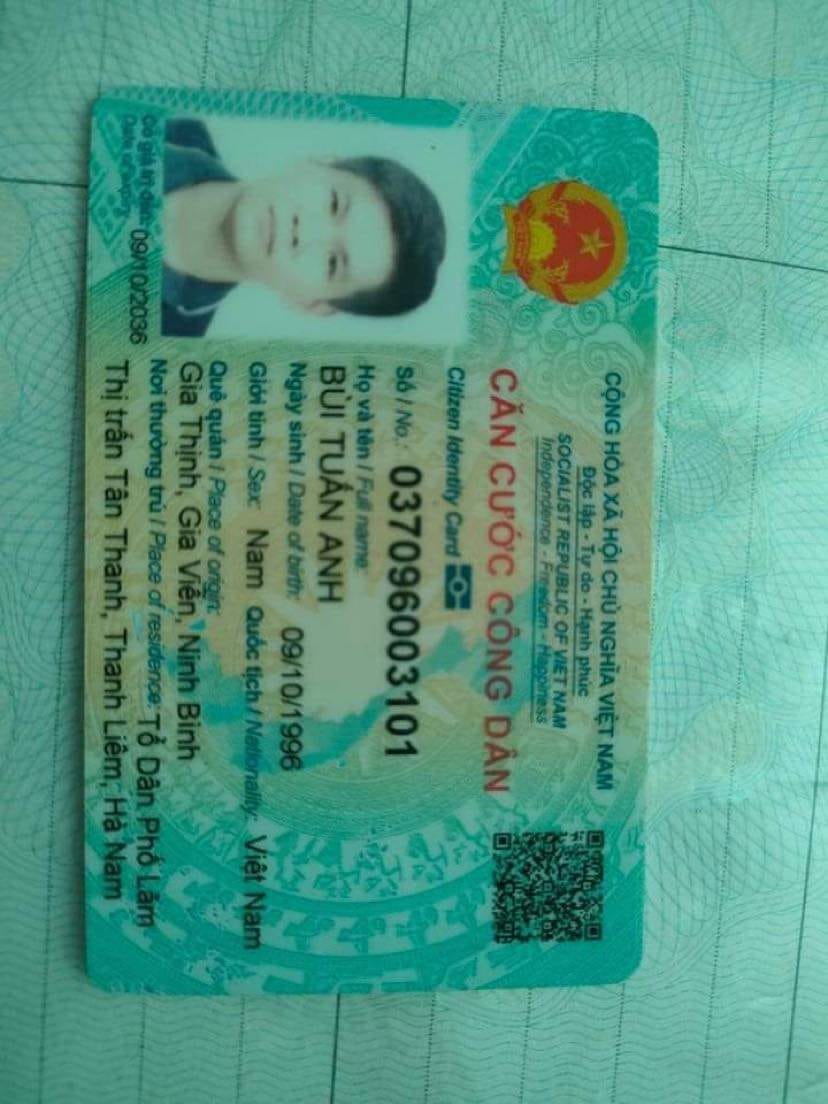 CỘNG HÒA XÃ HỘI CHỦ NGHĨA VIỆT NAM
Độc lập - Tự do - Hạnh phúc
SOCIALIST REPUBLIC OF VIET NAM
Independence - Freedom - Happiness
CĂN CƯỚC CÔNG DÂN
Citizen Identity Card
Số / No.: 037096003101
Họ và tên / Full name:
BÙI TUẤN ANH
Ngày sinh / Date of birth: 09/10/1996
Giới tính / Sex: Nam Quốc tịch / Nationality: Việt Nam
Quê quán / Place of origin:
Gia Thịnh, Gia Viễn, Ninh Bình
Nơi thường trú / Place of residence: Tổ Dân Phố Lâm
Thị trấn Tân Thanh, Thanh Liêm, Hà Nam
Có giá trị đến: 09/10/2036
Date of expiry